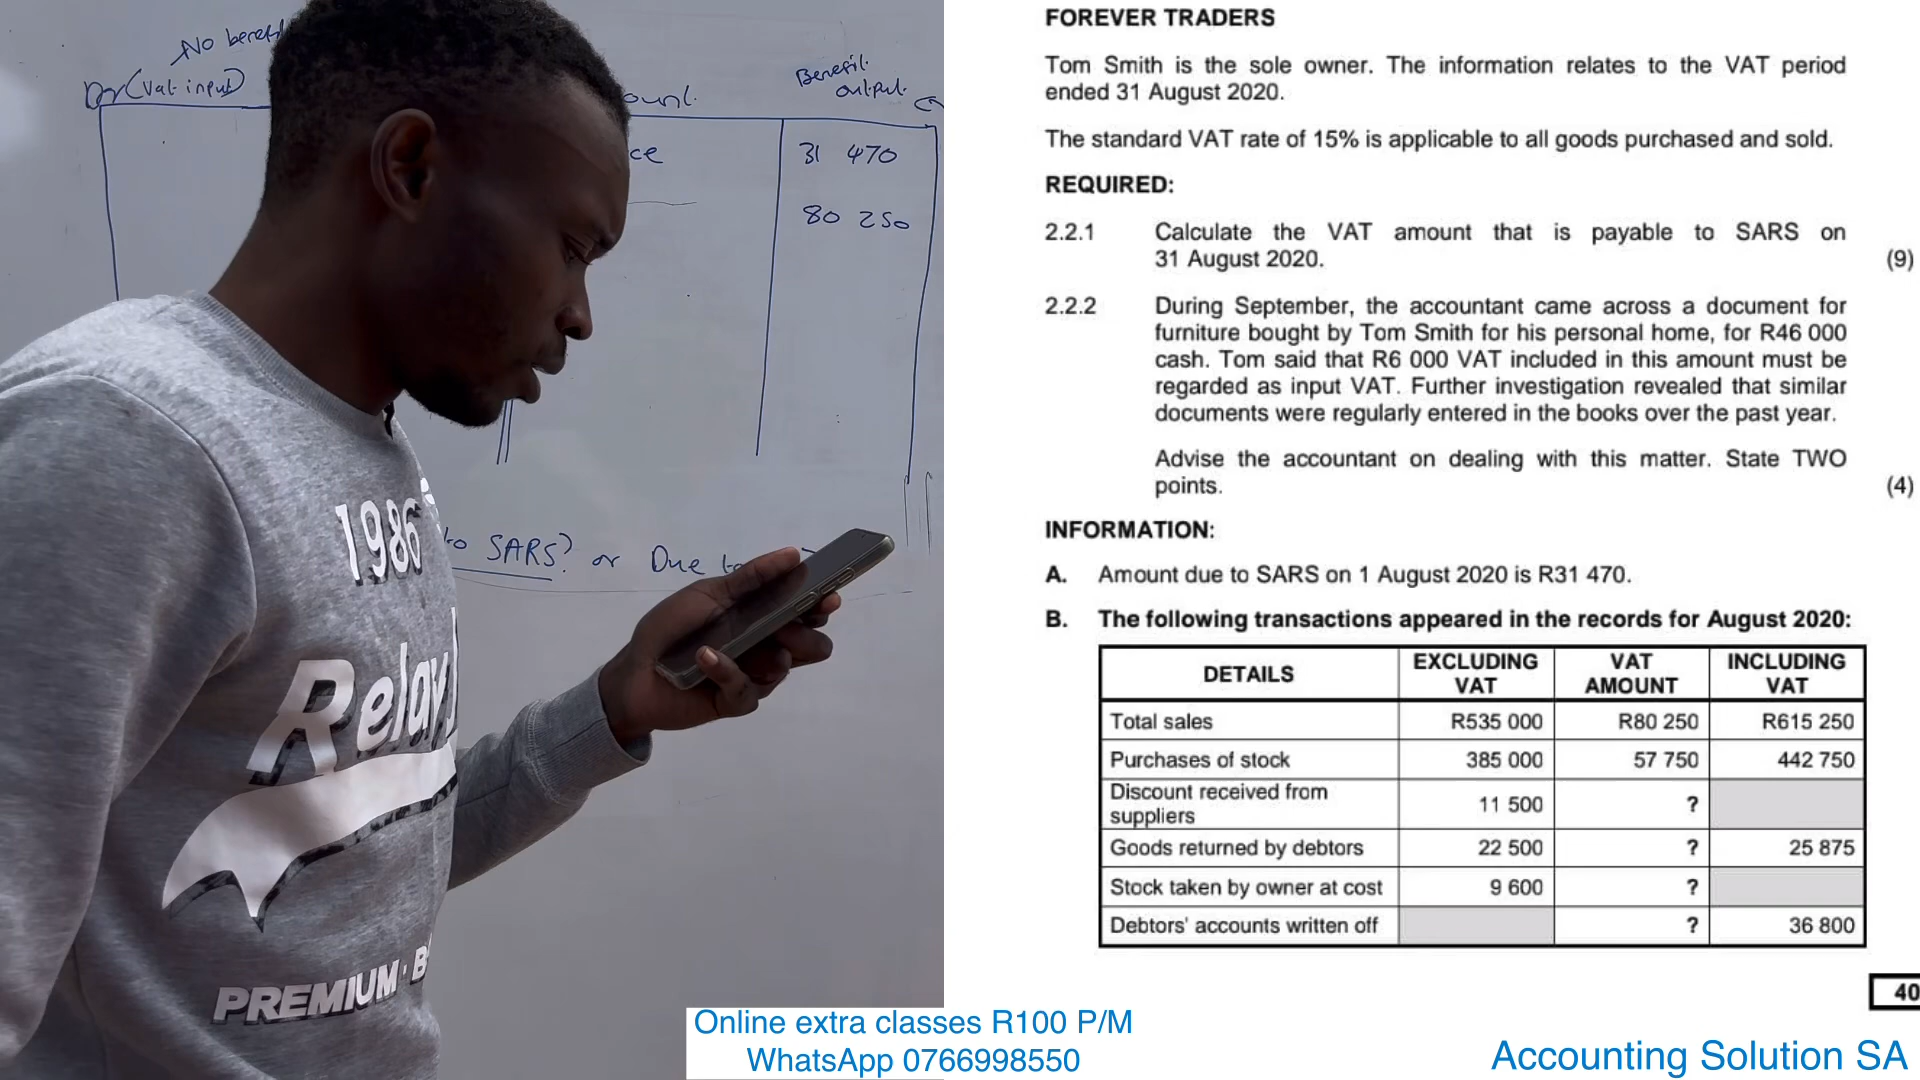 No
Dr (Vat input)
Benefit
output
31 470
80 250
to SARS? or Due to
1986
Relay
PREMIUM
FOREVER TRADERS
Tom Smith is the sole owner. The information relates to the VAT period
ended 31 August 2020.
The standard VAT rate of 15% is applicable to all goods purchased and sold.
REQUIRED:
2.2.1 Calculate the VAT amount that is payable to SARS on
31 August 2020. (9)
2.2.2 During September, the accountant came across a document for
furniture bought by Tom Smith for his personal home, for R46 000
cash. Tom said that R6 000 VAT included in this amount must be
regarded as input VAT. Further investigation revealed that similar
documents were regularly entered in the books over the past year.
Advise the accountant on dealing with this matter. State TWO
points. (4)
INFORMATION:
A. Amount due to SARS on 1 August 2020 is R31 470.
B. The following transactions appeared in the records for August 2020:
DETAILS EXCLUDING VAT VAT AMOUNT INCLUDING VAT
Total sales R535 000 R80 250 R615 250
Purchases of stock 385 000 57 750 442 750
Discount received from
suppliers 11 500 ?
Goods returned by debtors 22 500 ? 25 875
Stock taken by owner at cost 9 600 ?
Debtors' accounts written off ? 36 800
40
Online extra classes R100 P/M
WhatsApp 0766998550
Accounting Solution SA